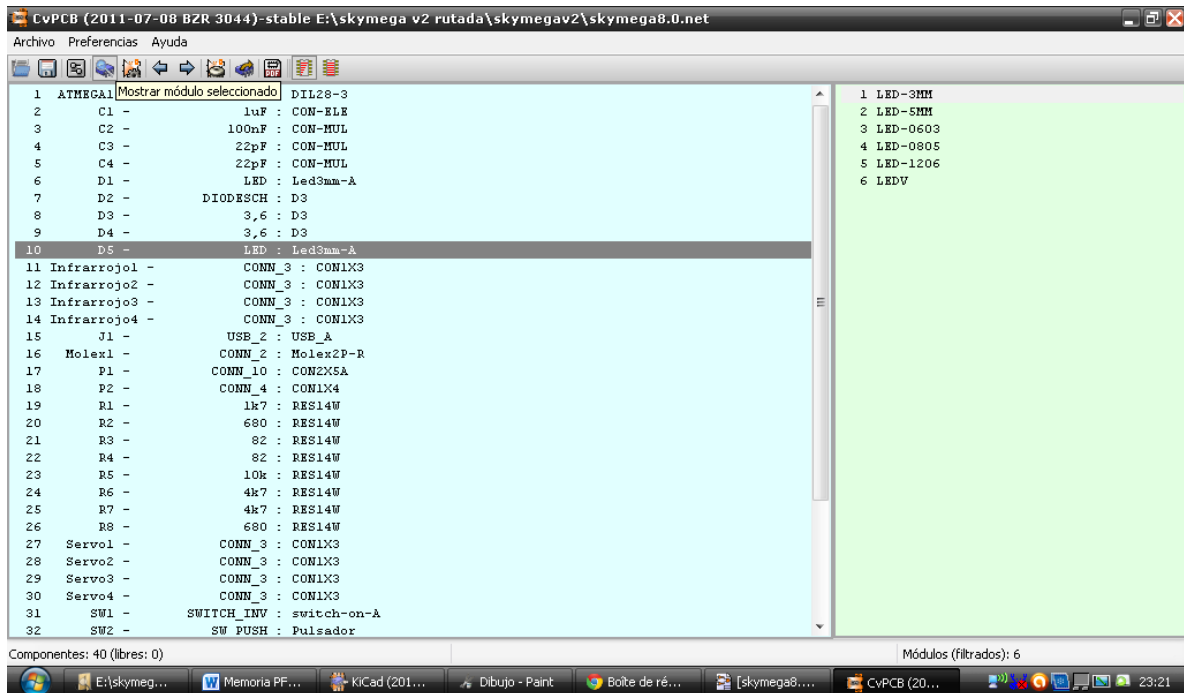 CvPCB (2011-07-08 BZR 3044)-stable E:\skymega v2 rutada\skymegav2\skymega8.0.net
Archivo Preferencias Ayuda
PDF
Mostrar módulo seleccionado
1 ATMEGA1 DIL28-3
2 C1 - 1uF : CON-ELE
3 C2 - 100nF : CON-MUL
4 C3 - 22pF : CON-MUL
5 C4 - 22pF : CON-MUL
6 D1 - LED : Led3mm-A
7 D2 - DIODESCH : D3
8 D3 - 3,6 : D3
9 D4 - 3,6 : D3
10 D5 - LED : Led3mm-A
11 Infrarrojo1 - CONN_3 : CON1X3
12 Infrarrojo2 - CONN_3 : CON1X3
13 Infrarrojo3 - CONN_3 : CON1X3
14 Infrarrojo4 - CONN_3 : CON1X3
15 J1 - USB_2 : USB_A
16 Molex1 - CONN_2 : Molex2P-R
17 P1 - CONN_10 : CON2X5A
18 P2 - CONN_4 : CON1X4
19 R1 - 1k7 : RES14W
20 R2 - 680 : RES14W
21 R3 - 82 : RES14W
22 R4 - 82 : RES14W
23 R5 - 10k : RES14W
24 R6 - 4k7 : RES14W
25 R7 - 4k7 : RES14W
26 R8 - 680 : RES14W
27 Servo1 - CONN_3 : CON1X3
28 Servo2 - CONN_3 : CON1X3
29 Servo3 - CONN_3 : CON1X3
30 Servo4 - CONN_3 : CON1X3
31 SW1 - SWITCH_INV : switch-on-A
32 SW2 - SW PUSH : Pulsador
1 LED-3MM
2 LED-5MM
3 LED-0603
4 LED-0805
5 LED-1206
6 LEDV
Componentes: 40 (libres: 0)
Módulos (filtrados): 6
E:\skymeg... Memoria PF... KiCad (201... Dibujo - Paint Boîte de ré... [skymega8.... CvPCB (20... 23:21